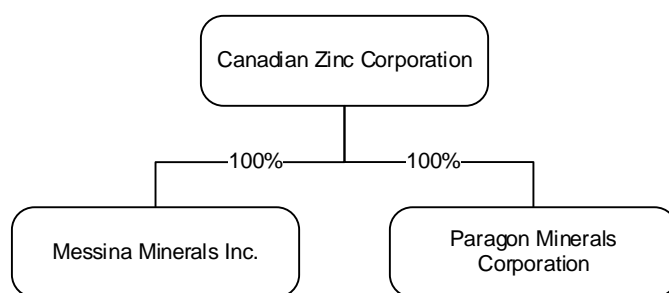 Canadian Zinc Corporation
100% 100%
Messina Minerals Inc.
Paragon Minerals
Corporation